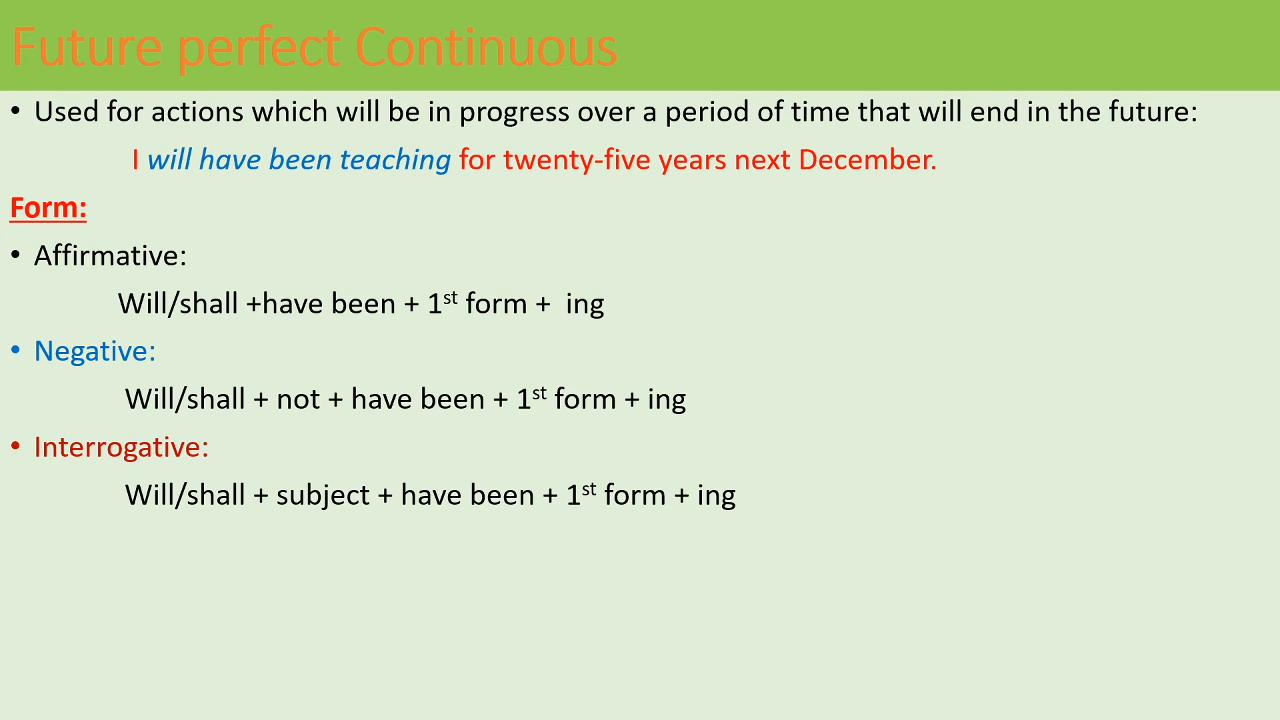 Future perfect Continuous
• Used for actions which will be in progress over a period of time that will end in the future:
I will have been teaching for twenty-five years next December.
Form:
• Affirmative:
Will/shall +have been + 1st form +  ing
• Negative:
Will/shall + not + have been + 1st form + ing
• Interrogative:
Will/shall + subject + have been + 1st form + ing